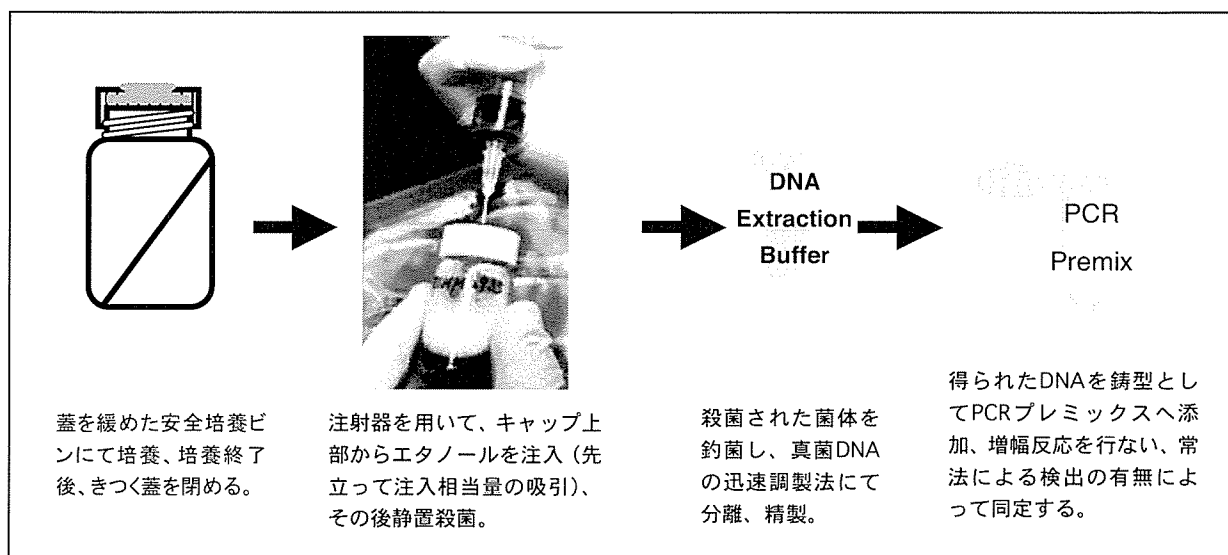 DNA
Extraction
Buffer
PCR
Premix
蓋を緩めた安全培養ビ
ンにて培養、培養終了
後、きつく蓋を閉める。
注射器を用いて、キャップ上
部からエタノールを注入(先
立って注入相当量の吸引)、
その後静置殺菌。
殺菌された菌体を
釣菌し、真菌DNA
の迅速調製法にて
分離、精製。
得られたDNAを鋳型とし
てPCRプレミックスへ添
加、増幅反応を行ない、常
法による検出の有無によ
って同定する。